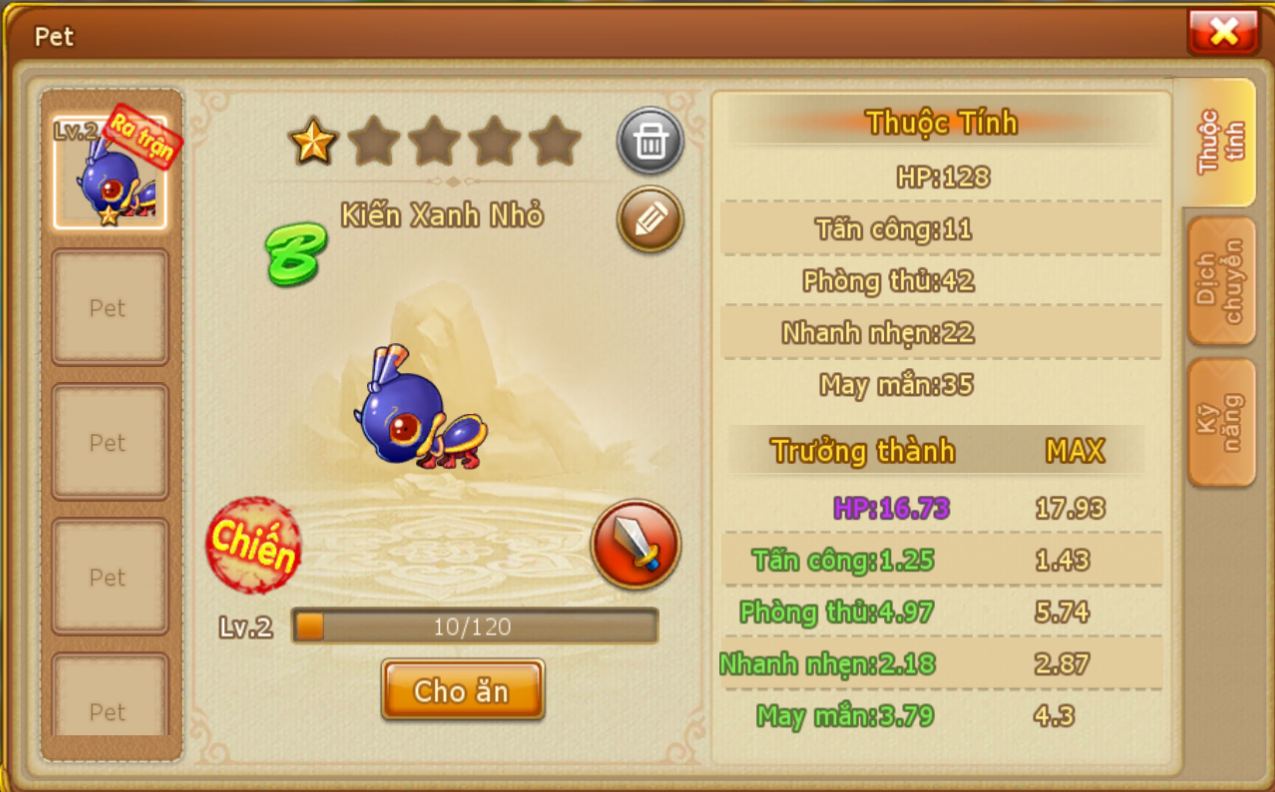 Pet
Lv.2
Ra trận
Pet
Pet
Pet
Pet
Kiến Xanh Nhỏ
B
Chiến
Lv.2
10/120
Cho ăn
Thuộc Tính
HP:128
Tấn công:11
Phòng thủ:42
Nhanh nhẹn:22
May mắn:35
Trưởng thành MAX
HP:16.73 17.93
Tấn công:1.25 1.43
Phòng thủ:4.97 5.74
Nhanh nhẹn:2.18 2.87
May mắn:3.79 4.3
Thuộc
tính
Dịch
chuyển
Kỹ
năng